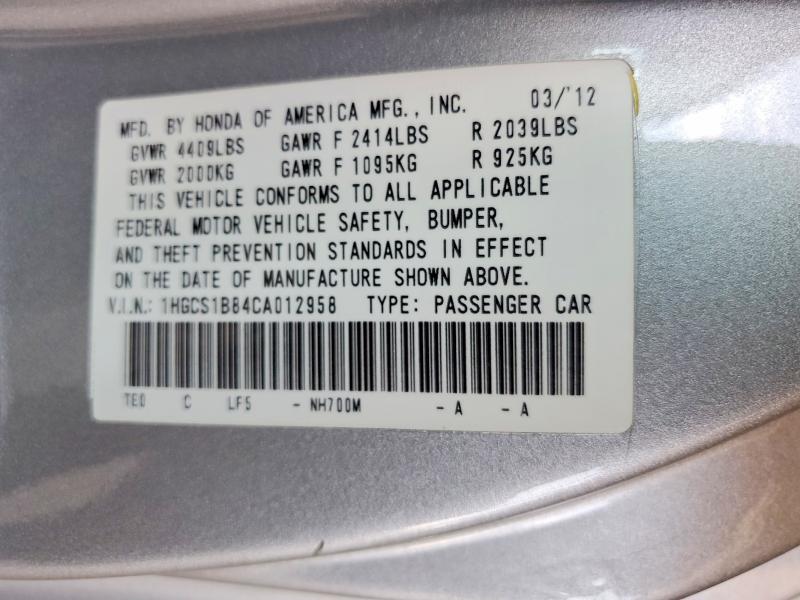 MFD. BY HONDA OF AMERICA MFG., INC. 03/'12
GVWR 4409LBS GAWR F 2414LBS R 2039LBS
GVWR 2000KG GAWR F 1095KG R 925KG
THIS VEHICLE CONFORMS TO ALL APPLICABLE
FEDERAL MOTOR VEHICLE SAFETY, BUMPER,
AND THEFT PREVENTION STANDARDS IN EFFECT
ON THE DATE OF MANUFACTURE SHOWN ABOVE.
V.I.N.: 1HGCS1B84CA012958 TYPE: PASSENGER CAR
TE0 C LF5 - NH700M - A - A